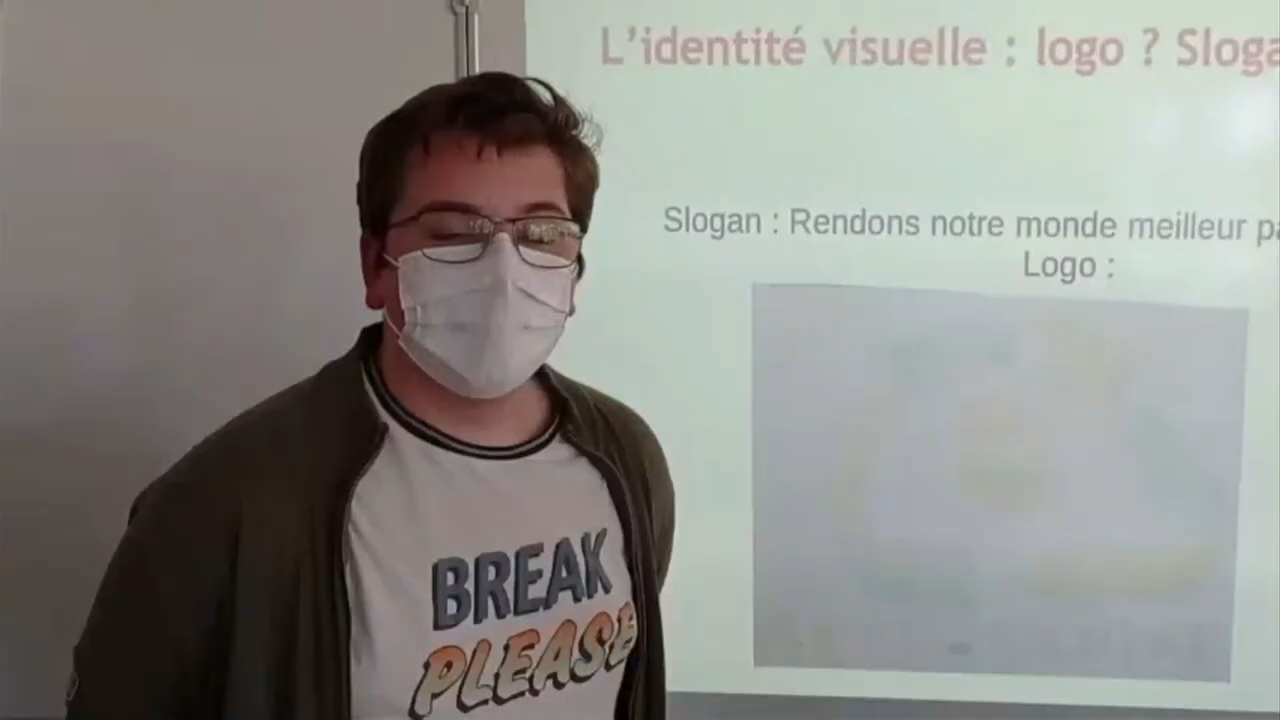 L'identité visuelle : logo ? Sloga
Slogan : Rendons notre monde meilleur pa
Logo :
BREAK
PLEASE